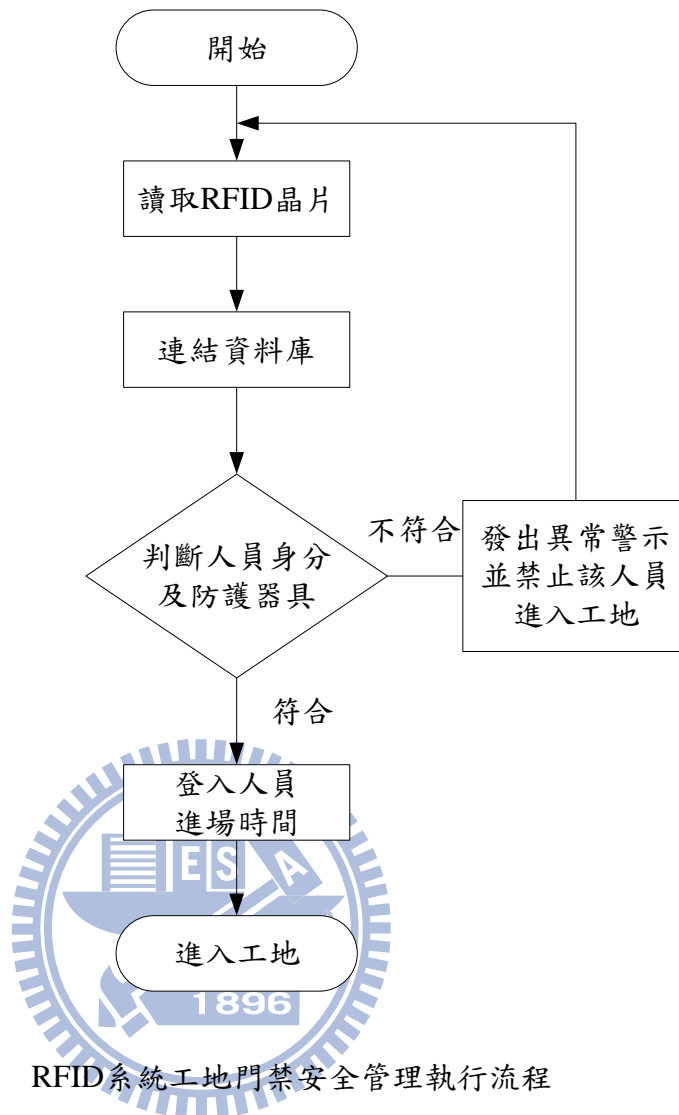 開始
讀取RFID晶片
連結資料庫
判斷人員身分
及防護器具
不符合
發出異常警示
並禁止該人員
進入工地
符合
登入人員
進場時間
ESA
進入工地
1896
RFID系統工地門禁安全管理執行流程